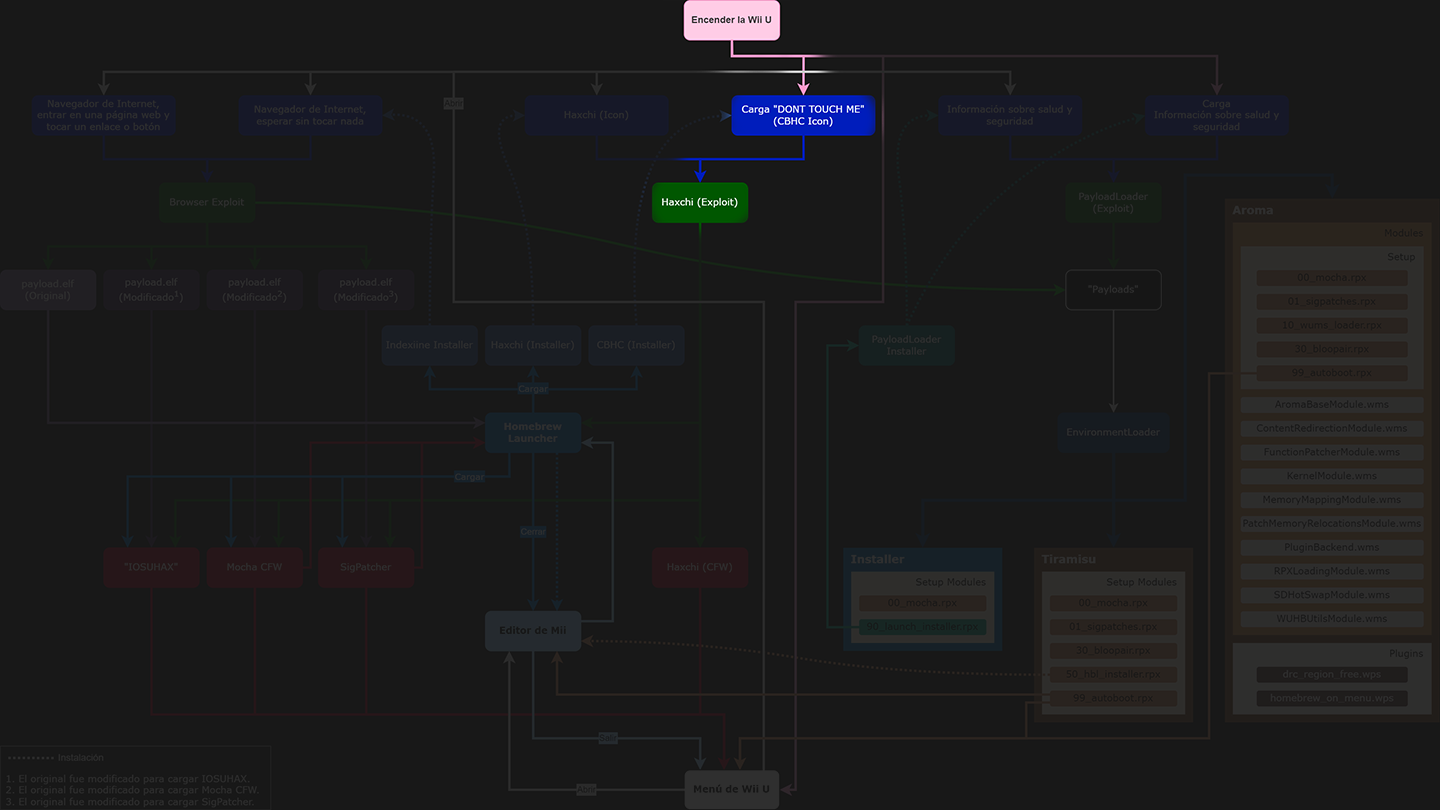 Encender la Wii U
Navegador de Internet,
entrar en una página web y
tocar un enlace o botón
Navegador de Internet,
esperar sin tocar nada
Abrir
Haxchi (Icon)
Carga "DONT TOUCH ME"
(CBHC Icon)
Información sobre salud y
seguridad
Carga
Información sobre salud y
seguridad
Browser Exploit
Haxchi (Exploit)
PayloadLoader
(Exploit)
Aroma
Modules
Setup
00_mocha.rpx
01_sigpatches.rpx
10_wums_loader.rpx
30_bloopair.rpx
99_autoboot.rpx
payload.elf
(Original)
payload.elf
(Modificado¹)
payload.elf
(Modificado²)
payload.elf
(Modificado³)
"Payloads"
Indexiine Installer
Haxchi (Installer)
CBHC (Installer)
PayloadLoader
Installer
Cargar
Homebrew
Launcher
EnvironmentLoader
AromaBaseModule.wms
ContentRedirectionModule.wms
FunctionPatcherModule.wms
KernelModule.wms
MemoryMappingModule.wms
PatchMemoryRelocationsModule.wms
PluginBackend.wms
RPXLoadingModule.wms
SDHotSwapModule.wms
WUHBUtilsModule.wms
Cargar
Cerrar
"IOSUHAX"
Mocha CFW
SigPatcher
Haxchi (CFW)
Installer
Setup Modules
00_mocha.rpx
90_launch_installer.rpx
Tiramisu
Setup Modules
00_mocha.rpx
01_sigpatches.rpx
30_bloopair.rpx
50_hbl_installer.rpx
99_autoboot.rpx
Editor de Mii
Plugins
drc_region_free.wps
homebrew_on_menu.wps
Salir
Abrir
Menú de Wii U
Instalación
1. El original fue modificado para cargar IOSUHAX.
2. El original fue modificado para cargar Mocha CFW.
3. El original fue modificado para cargar SigPatcher.